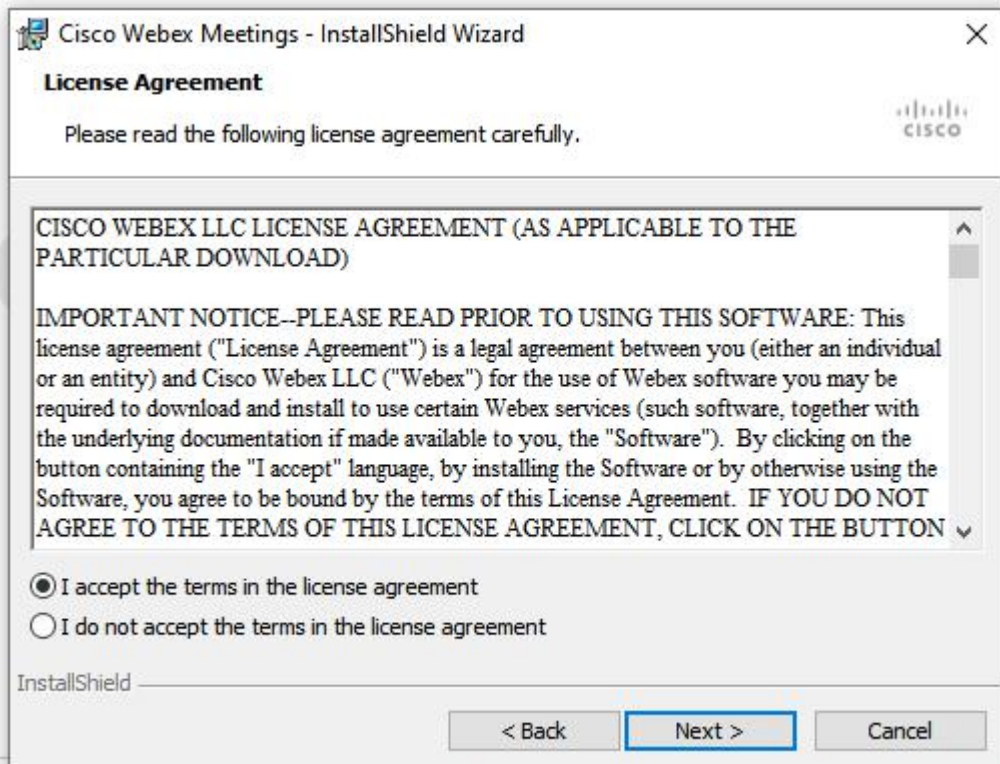 Cisco Webex Meetings - InstallShield Wizard
License Agreement
Please read the following license agreement carefully.
CISCO
CISCO WEBEX LLC LICENSE AGREEMENT (AS APPLICABLE TO THE
PARTICULAR DOWNLOAD)
IMPORTANT NOTICE--PLEASE READ PRIOR TO USING THIS SOFTWARE: This
license agreement ("License Agreement") is a legal agreement between you (either an individual
or an entity) and Cisco Webex LLC ("Webex") for the use of Webex software you may be
required to download and install to use certain Webex services (such software, together with
the underlying documentation if made available to you, the "Software").  By clicking on the
button containing the "I accept" language, by installing the Software or by otherwise using the
Software, you agree to be bound by the terms of this License Agreement.  IF YOU DO NOT
AGREE TO THE TERMS OF THIS LICENSE AGREEMENT, CLICK ON THE BUTTON
I accept the terms in the license agreement
I do not accept the terms in the license agreement
InstallShield
< Back
Next >
Cancel